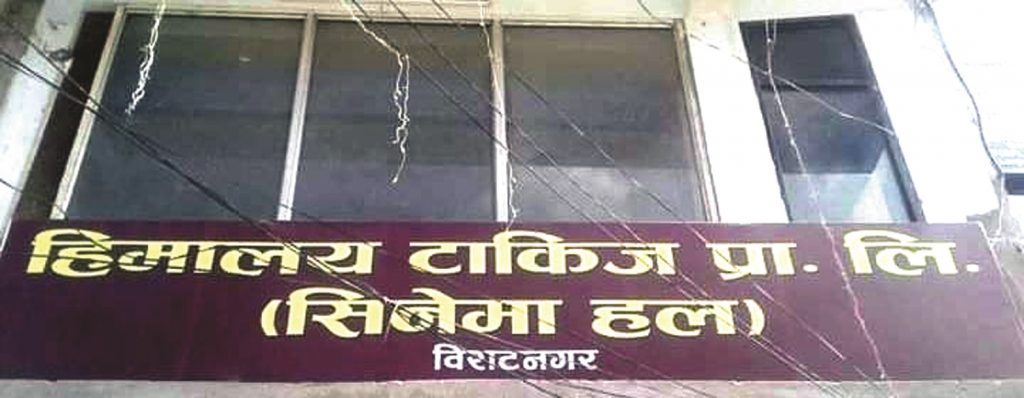 हिमालय टाकिज प्रा. लि.
(सिनेमा हल)
विराटनगर